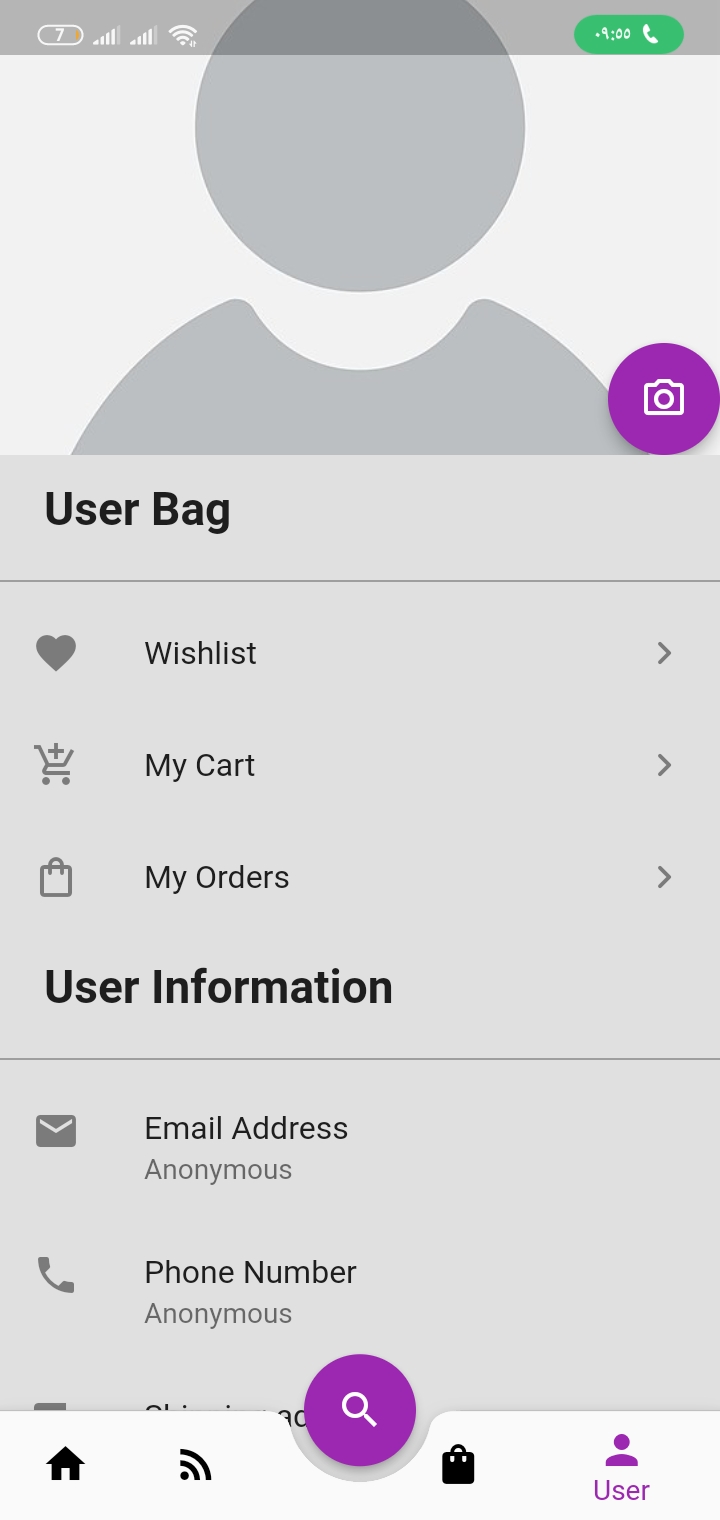 7
٠٩:٥٥
User Bag
Wishlist
My Cart
My Orders
User Information
Email Address
Anonymous
Phone Number
Anonymous
User